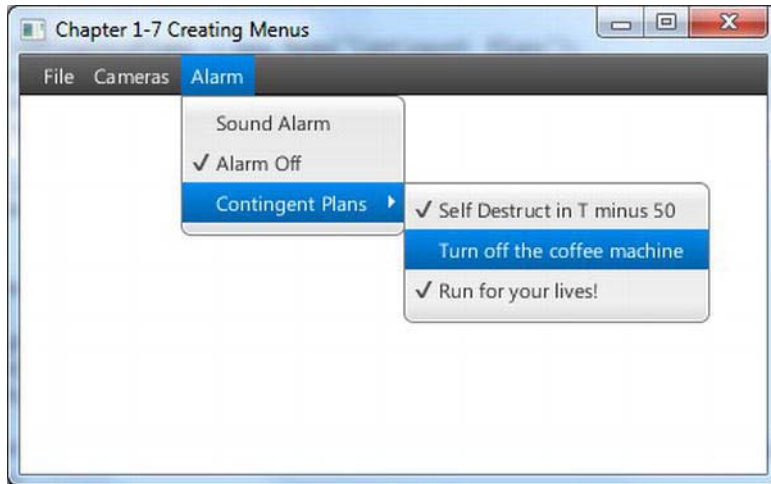 Chapter 1-7 Creating Menus
File Cameras Alarm
Sound Alarm
Alarm Off
Contingent Plans
Self Destruct in T minus 50
Turn off the coffee machine
Run for your lives!